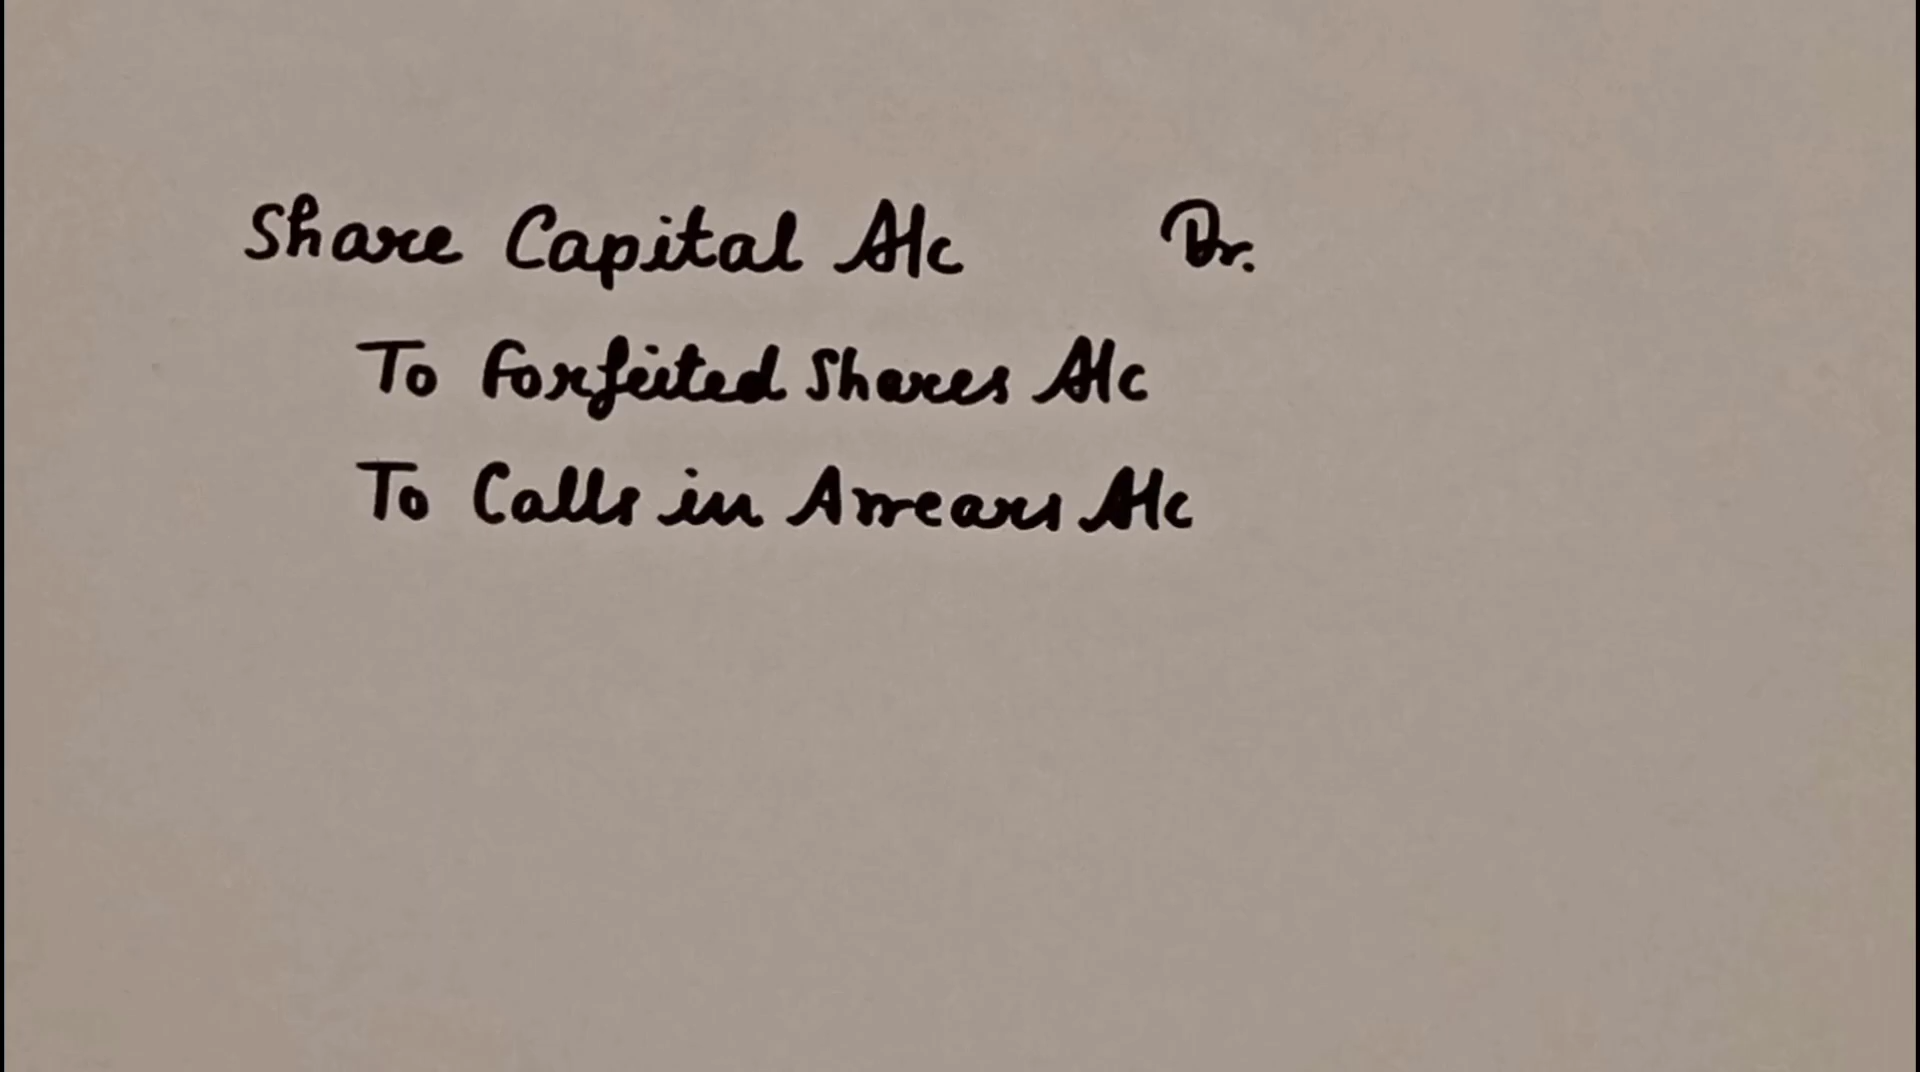 Share Capital A/c Dr.
To Forfeited Shares A/c
To Calls in Arrears A/c